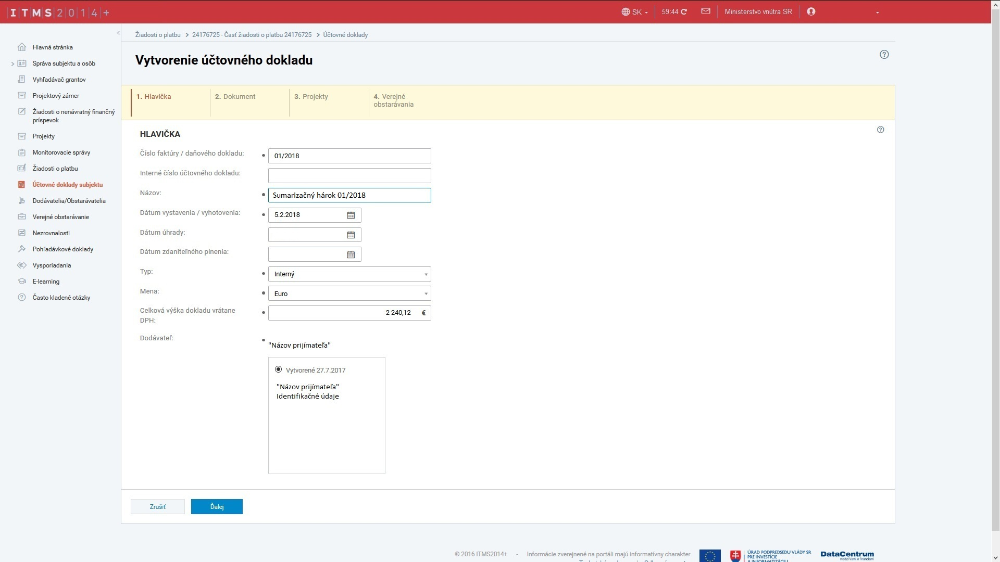 ITMS2014+
SK
59:44
Ministerstvo vnútra SR
Žiadosti o platbu > 24176725 - Časť žiadosti o platbu 24176725 > Účtovné doklady
Hlavná stránka
Správa subjektu a osôb
Vyhľadávač grantov
Projektový zámer
Žiadosti o nenávratný finančný
príspevok
Projekty
Monitorovacie správy
Žiadosti o platbu
Účtovné doklady subjektu
Dodávatelia/Obstarávatelia
Verejné obstarávanie
Nezrovnalosti
Pohľadávkové doklady
Vysporiadania
E-learning
Často kladené otázky
Vytvorenie účtovného dokladu
1. Hlavička
2. Dokument
3. Projekty
4. Verejné
obstarávania
HLAVIČKA
Číslo faktúry / daňového dokladu:
01/2018
Interné číslo účtovného dokladu:
Názov:
Sumarizačný hárok 01/2018
Dátum vystavenia / vyhotovenia:
5.2.2018
Dátum úhrady:
Dátum zdaniteľného plnenia:
Typ:
Interný
Mena:
Euro
Celková výška dokladu vrátane
DPH:
2 240,12 €
Dodávateľ:
"Názov prijímateľa"
Vytvorené 27.7.2017
"Názov prijímateľa"
Identifikačné údaje
Zrušiť
Ďalej
© 2016 ITMS2014+ - Informácie zverejnené na portáli majú informatívny charakter
ÚRAD PODPREDSEDU VLÁDY SR
PRE INVESTÍCIE
A INFORMATIZÁCIU
DataCentrum
medzi Vami a financiami